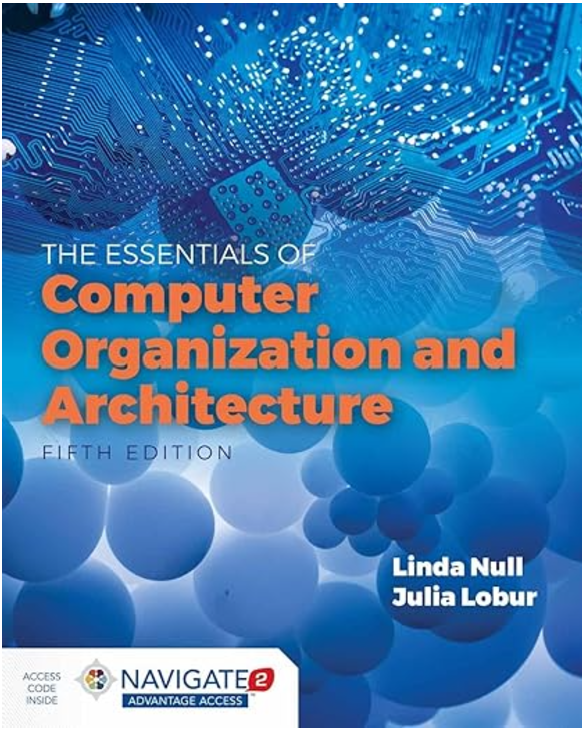 THE ESSENTIALS OF
Computer
Organization and
Architecture
FIFTH EDITION
Linda Null
Julia Lobur
ACCESS
CODE
INSIDE
NAVIGATE 2
ADVANTAGE ACCESS